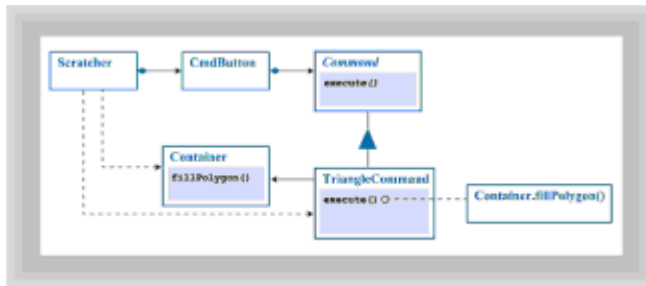 Scratcher
CmdButton
Command
execute()
Container
fillPolygon()
TriangleCommand
execute()
Container.fillPolygon()